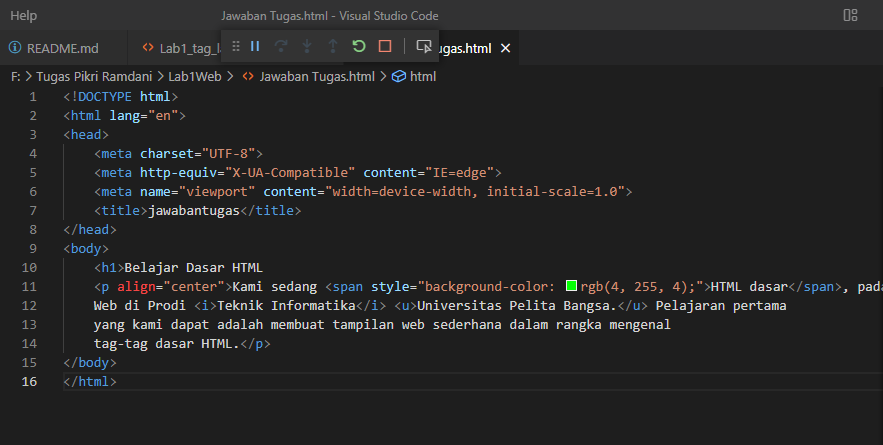 Help Jawaban Tugas.html - Visual Studio Code
README.md Lab1_tag_l ugas.html
F: > Tugas Pikri Ramdani > Lab1Web > Jawaban Tugas.html > html
1 <!DOCTYPE html>
2 <html lang="en">
3 <head>
4 <meta charset="UTF-8">
5 <meta http-equiv="X-UA-Compatible" content="IE=edge">
6 <meta name="viewport" content="width=device-width, initial-scale=1.0">
7 <title>jawabantugas</title>
8 </head>
9 <body>
10 <h1>Belajar Dasar HTML
11 <p align="center">Kami sedang <span style="background-color: rgb(4, 255, 4);">HTML dasar</span>, pada
12 Web di Prodi <i>Teknik Informatika</i> <u>Universitas Pelita Bangsa.</u> Pelajaran pertama
13 yang kami dapat adalah membuat tampilan web sederhana dalam rangka mengenal
14 tag-tag dasar HTML.</p>
15 </body>
16 </html>